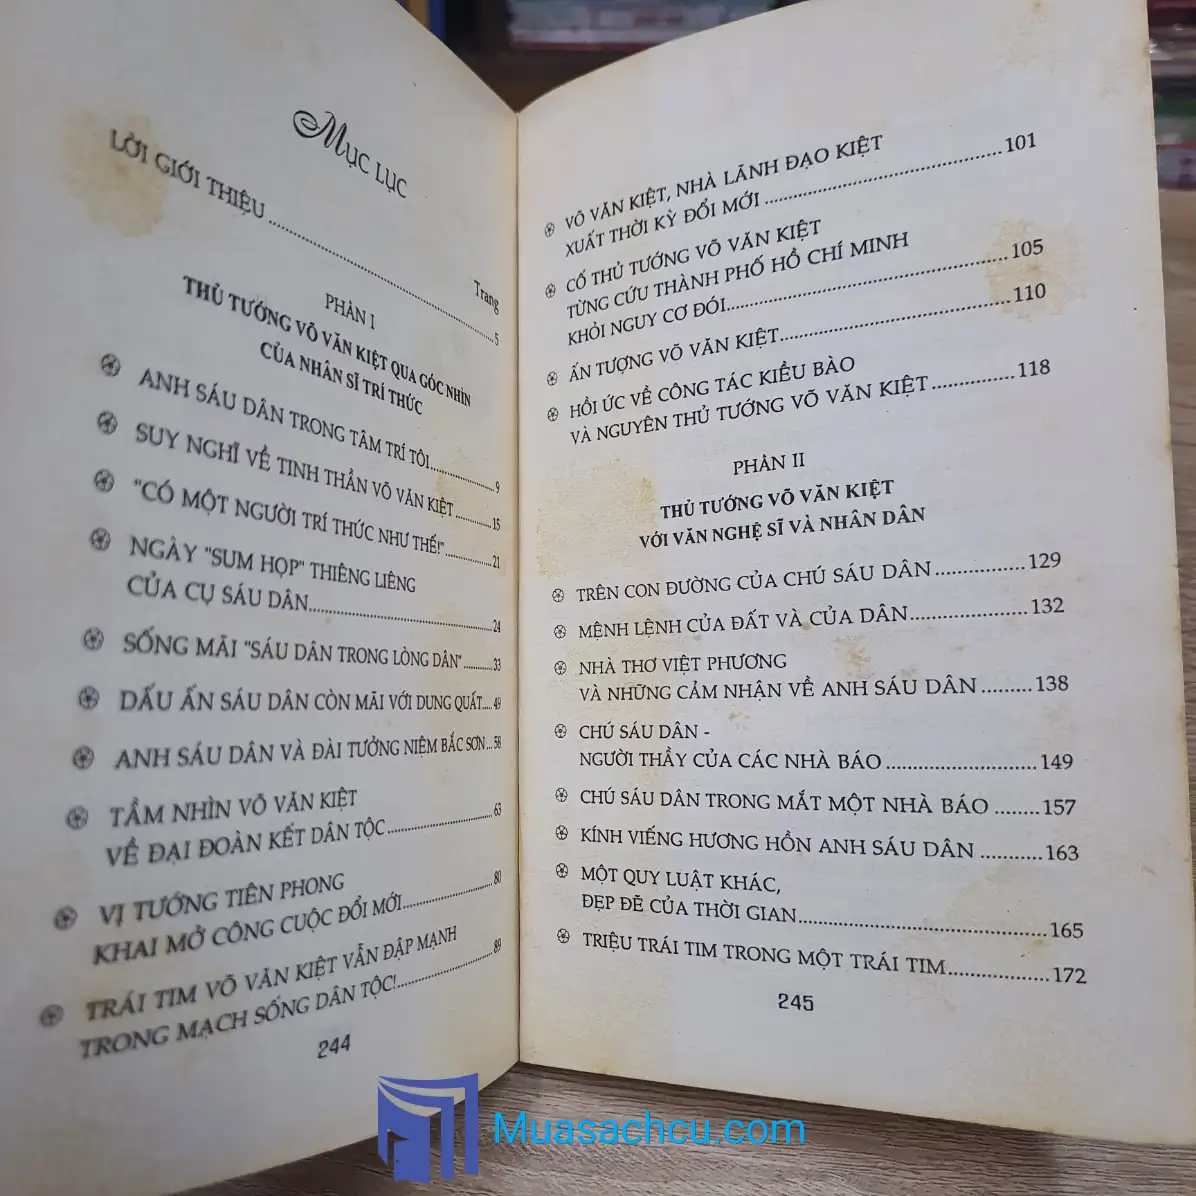 Mục lục
Trang
LỜI GIỚI THIỆU....................5
PHẦN I
THỦ TƯỚNG VÕ VĂN KIỆT QUA GÓC NHÌN
CỦA NHÂN SĨ TRÍ THỨC
ANH SÁU DÂN TRONG TÂM TRÍ TÔI..........9
SUY NGHĨ VỀ TINH THẦN VÕ VĂN KIỆT..........15
"CÓ MỘT NGƯỜI TRÍ THỨC NHƯ THẾ!"..........21
NGÀY "SUM HỌP" THIÊNG LIÊNG
CỦA CỤ SÁU DÂN....................24
SỐNG MÃI "SÁU DÂN TRONG LÒNG DÂN"..........33
DẤU ẤN SÁU DÂN CÒN MÃI VỚI DUNG QUẤT.....49
ANH SÁU DÂN VÀ ĐÀI TƯỞNG NIỆM BẮC SƠN...58
TẦM NHÌN VÕ VĂN KIỆT
VỀ ĐẠI ĐOÀN KẾT DÂN TỘC....................63
VỊ TƯỚNG TIÊN PHONG
KHAI MỞ CÔNG CUỘC ĐỔI MỚI....................80
TRÁI TIM VÕ VĂN KIỆT VẪN ĐẬP MẠNH
TRONG MẠCH SỐNG DÂN TỘC!....................89
244
VÕ VĂN KIỆT, NHÀ LÃNH ĐẠO KIỆT
XUẤT THỜI KỲ ĐỔI MỚI....................101
CỐ THỦ TƯỚNG VÕ VĂN KIỆT
TỪNG CỨU THÀNH PHỐ HỒ CHÍ MINH
KHỎI NGUY CƠ ĐÓI....................105
ẤN TƯỢNG VÕ VĂN KIỆT....................110
HỒI ỨC VỀ CÔNG TÁC KIỀU BÀO
VÀ NGUYÊN THỦ TƯỚNG VÕ VĂN KIỆT...............118
PHẦN II
THỦ TƯỚNG VÕ VĂN KIỆT
VỚI VĂN NGHỆ SĨ VÀ NHÂN DÂN
TRÊN CON ĐƯỜNG CỦA CHÚ SÁU DÂN...............129
MỆNH LỆNH CỦA ĐẤT VÀ CỦA DÂN....................132
NHÀ THƠ VIỆT PHƯƠNG
VÀ NHỮNG CẢM NHẬN VỀ ANH SÁU DÂN.........138
CHÚ SÁU DÂN -
NGƯỜI THẦY CỦA CÁC NHÀ BÁO....................149
CHÚ SÁU DÂN TRONG MẮT MỘT NHÀ BÁO........157
KÍNH VIẾNG HƯƠNG HỒN ANH SÁU DÂN...........163
MỘT QUY LUẬT KHÁC,
ĐẸP ĐẼ CỦA THỜI GIAN....................165
TRIỆU TRÁI TIM TRONG MỘT TRÁI TIM...............172
245
Muasachcu.com